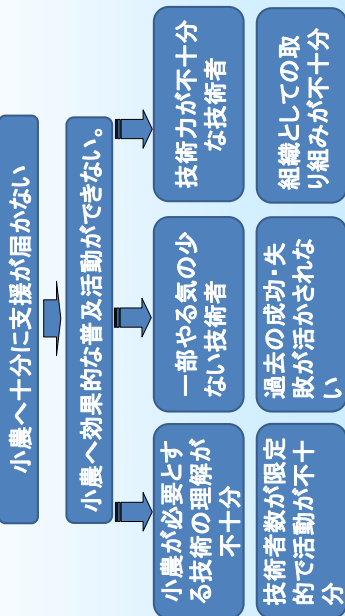 小農へ十分に支援が届かない
小農へ効果的な普及活動ができない。
小農が必要とす
る技術の理解が
不十分
一部やる気の少
ない技術者
技術力が不十分
な技術者
技術者数が限定
的で活動が不十
分
過去の成功・失
敗が活かされな
い
組織としての取
り組みが不十分